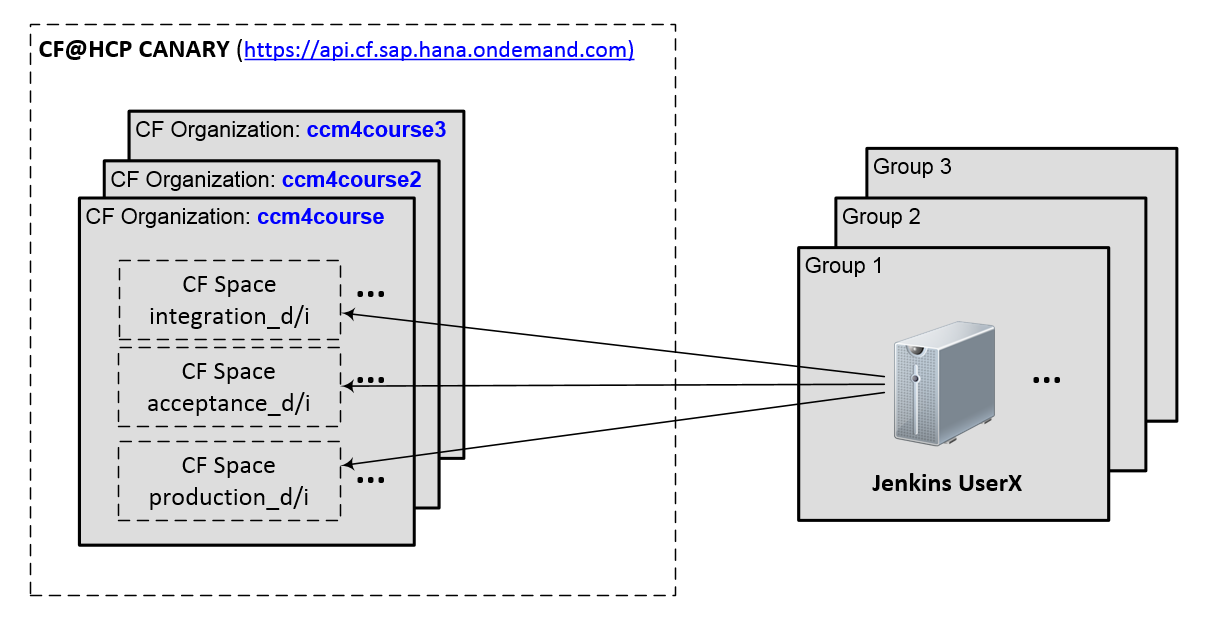 CF@HCP CANARY (https://api.cf.sap.hana.ondemand.com)
CF Organization: ccm4course3
CF Organization: ccm4course2
CF Organization: ccm4course
CF Space
integration_d/i
...
CF Space
acceptance_d/i
...
CF Space
production_d/i
...
Group 3
Group 2
Group 1
...
Jenkins UserX